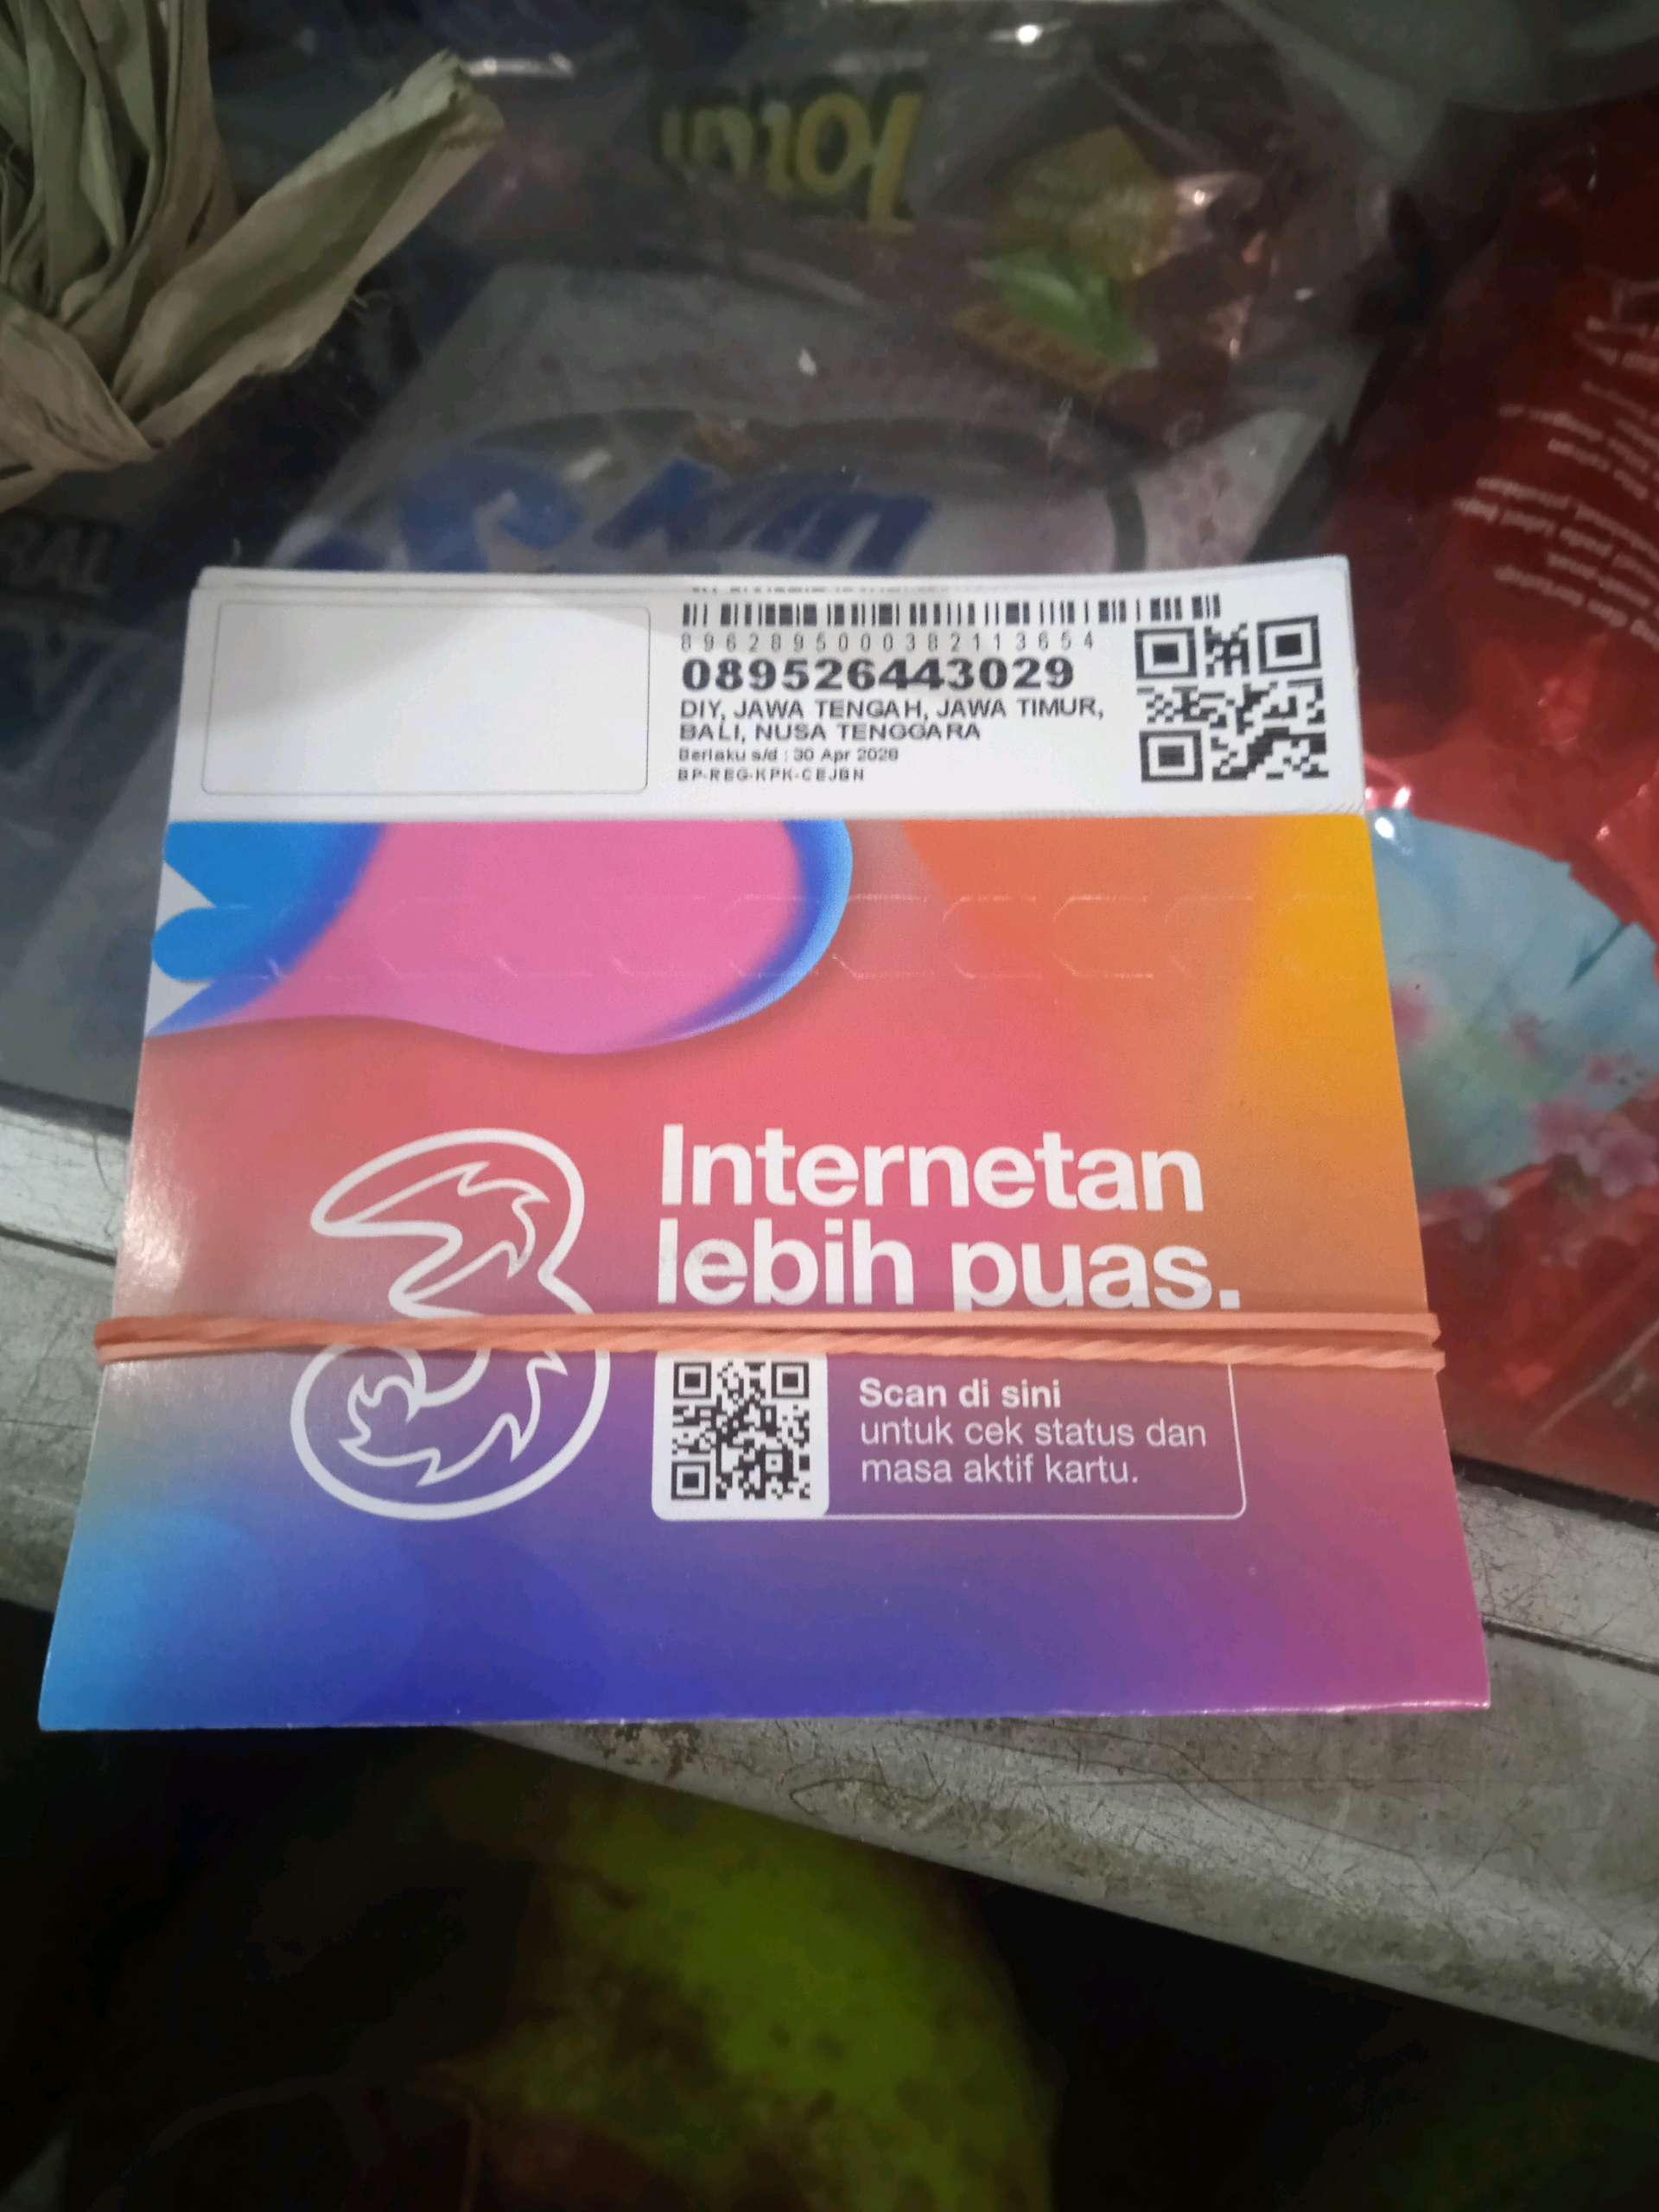 8962895000382113654
089526443029
DIY, JAWA TENGAH, JAWA TIMUR,
BALI, NUSA TENGGARA
Berlaku s/d : 30 Apr 2026
BP-REG-KPK-CEJBN
Internetan
lebih puas.
Scan di sini
untuk cek status dan
masa aktif kartu.